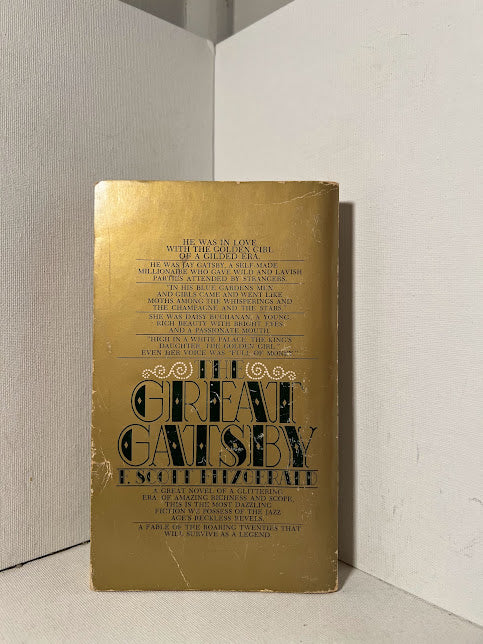 HE WAS IN LOVE
WITH THE GOLDEN GIRL
OF A GILDED ERA.
HE WAS JAY GATSBY, A SELF-MADE
MILLIONAIRE WHO GAVE WILD AND LAVISH
PARTIES ATTENDED BY STRANGERS.
"IN HIS BLUE GARDENS MEN
AND GIRLS CAME AND WENT LIKE
MOTHS AMONG THE WHISPERINGS AND
THE CHAMPAGNE AND THE STARS."
SHE WAS DAISY BUCHANAN, A YOUNG
RICH BEAUTY WITH BRIGHT EYES
AND A PASSIONATE MOUTH.
"HIGH IN A WHITE PALACE, THE KING'S
DAUGHTER, THE GOLDEN GIRL."
EVEN HER VOICE WAS "FULL OF MONEY."
THE
GREAT
GATSBY
F. SCOTT FITZGERALD
A GREAT NOVEL OF A GLITTERING
ERA OF AMAZING RICHNESS AND SCOPE,
THIS IS THE MOST DAZZLING
FICTION WE POSSESS OF THE JAZZ
AGE'S RECKLESS REVELS.
A FABLE OF THE ROARING TWENTIES THAT
WILL SURVIVE AS A LEGEND